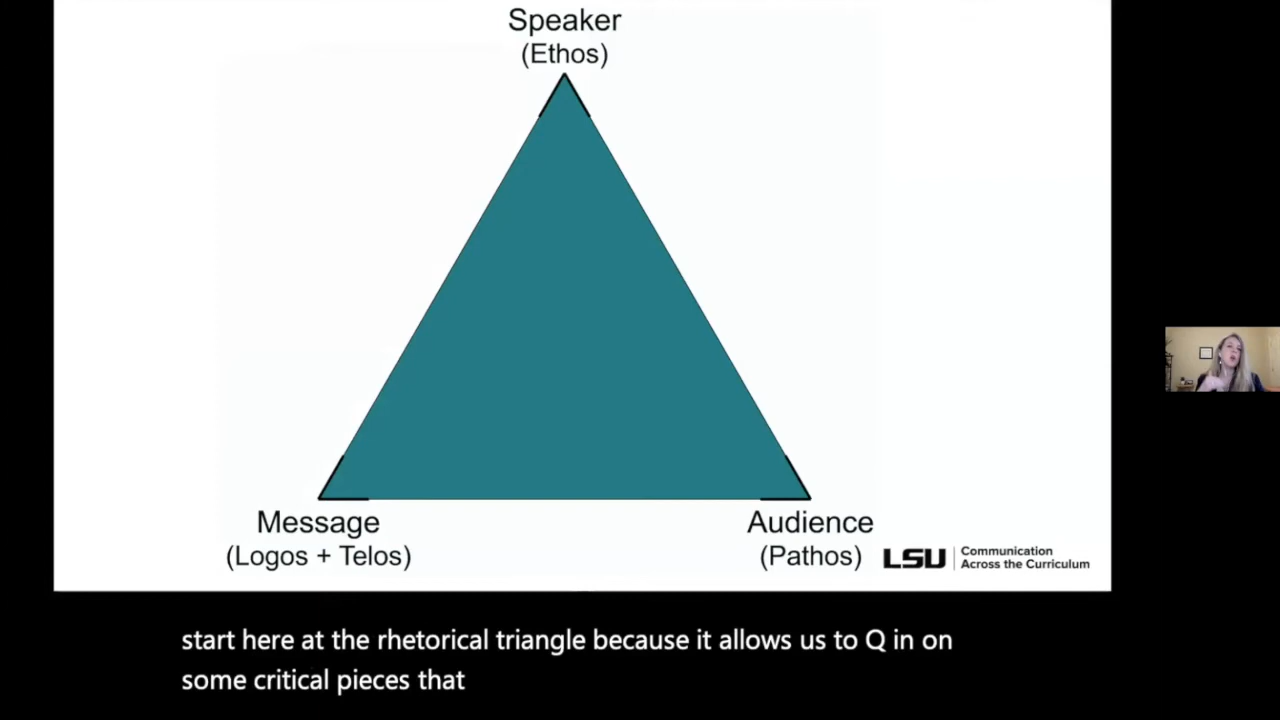 Speaker
(Ethos)
Message
(Logos + Telos)
Audience
(Pathos)
LSU
Communication
Across the Curriculum
start here at the rhetorical triangle because it allows us to Q in on
some critical pieces that